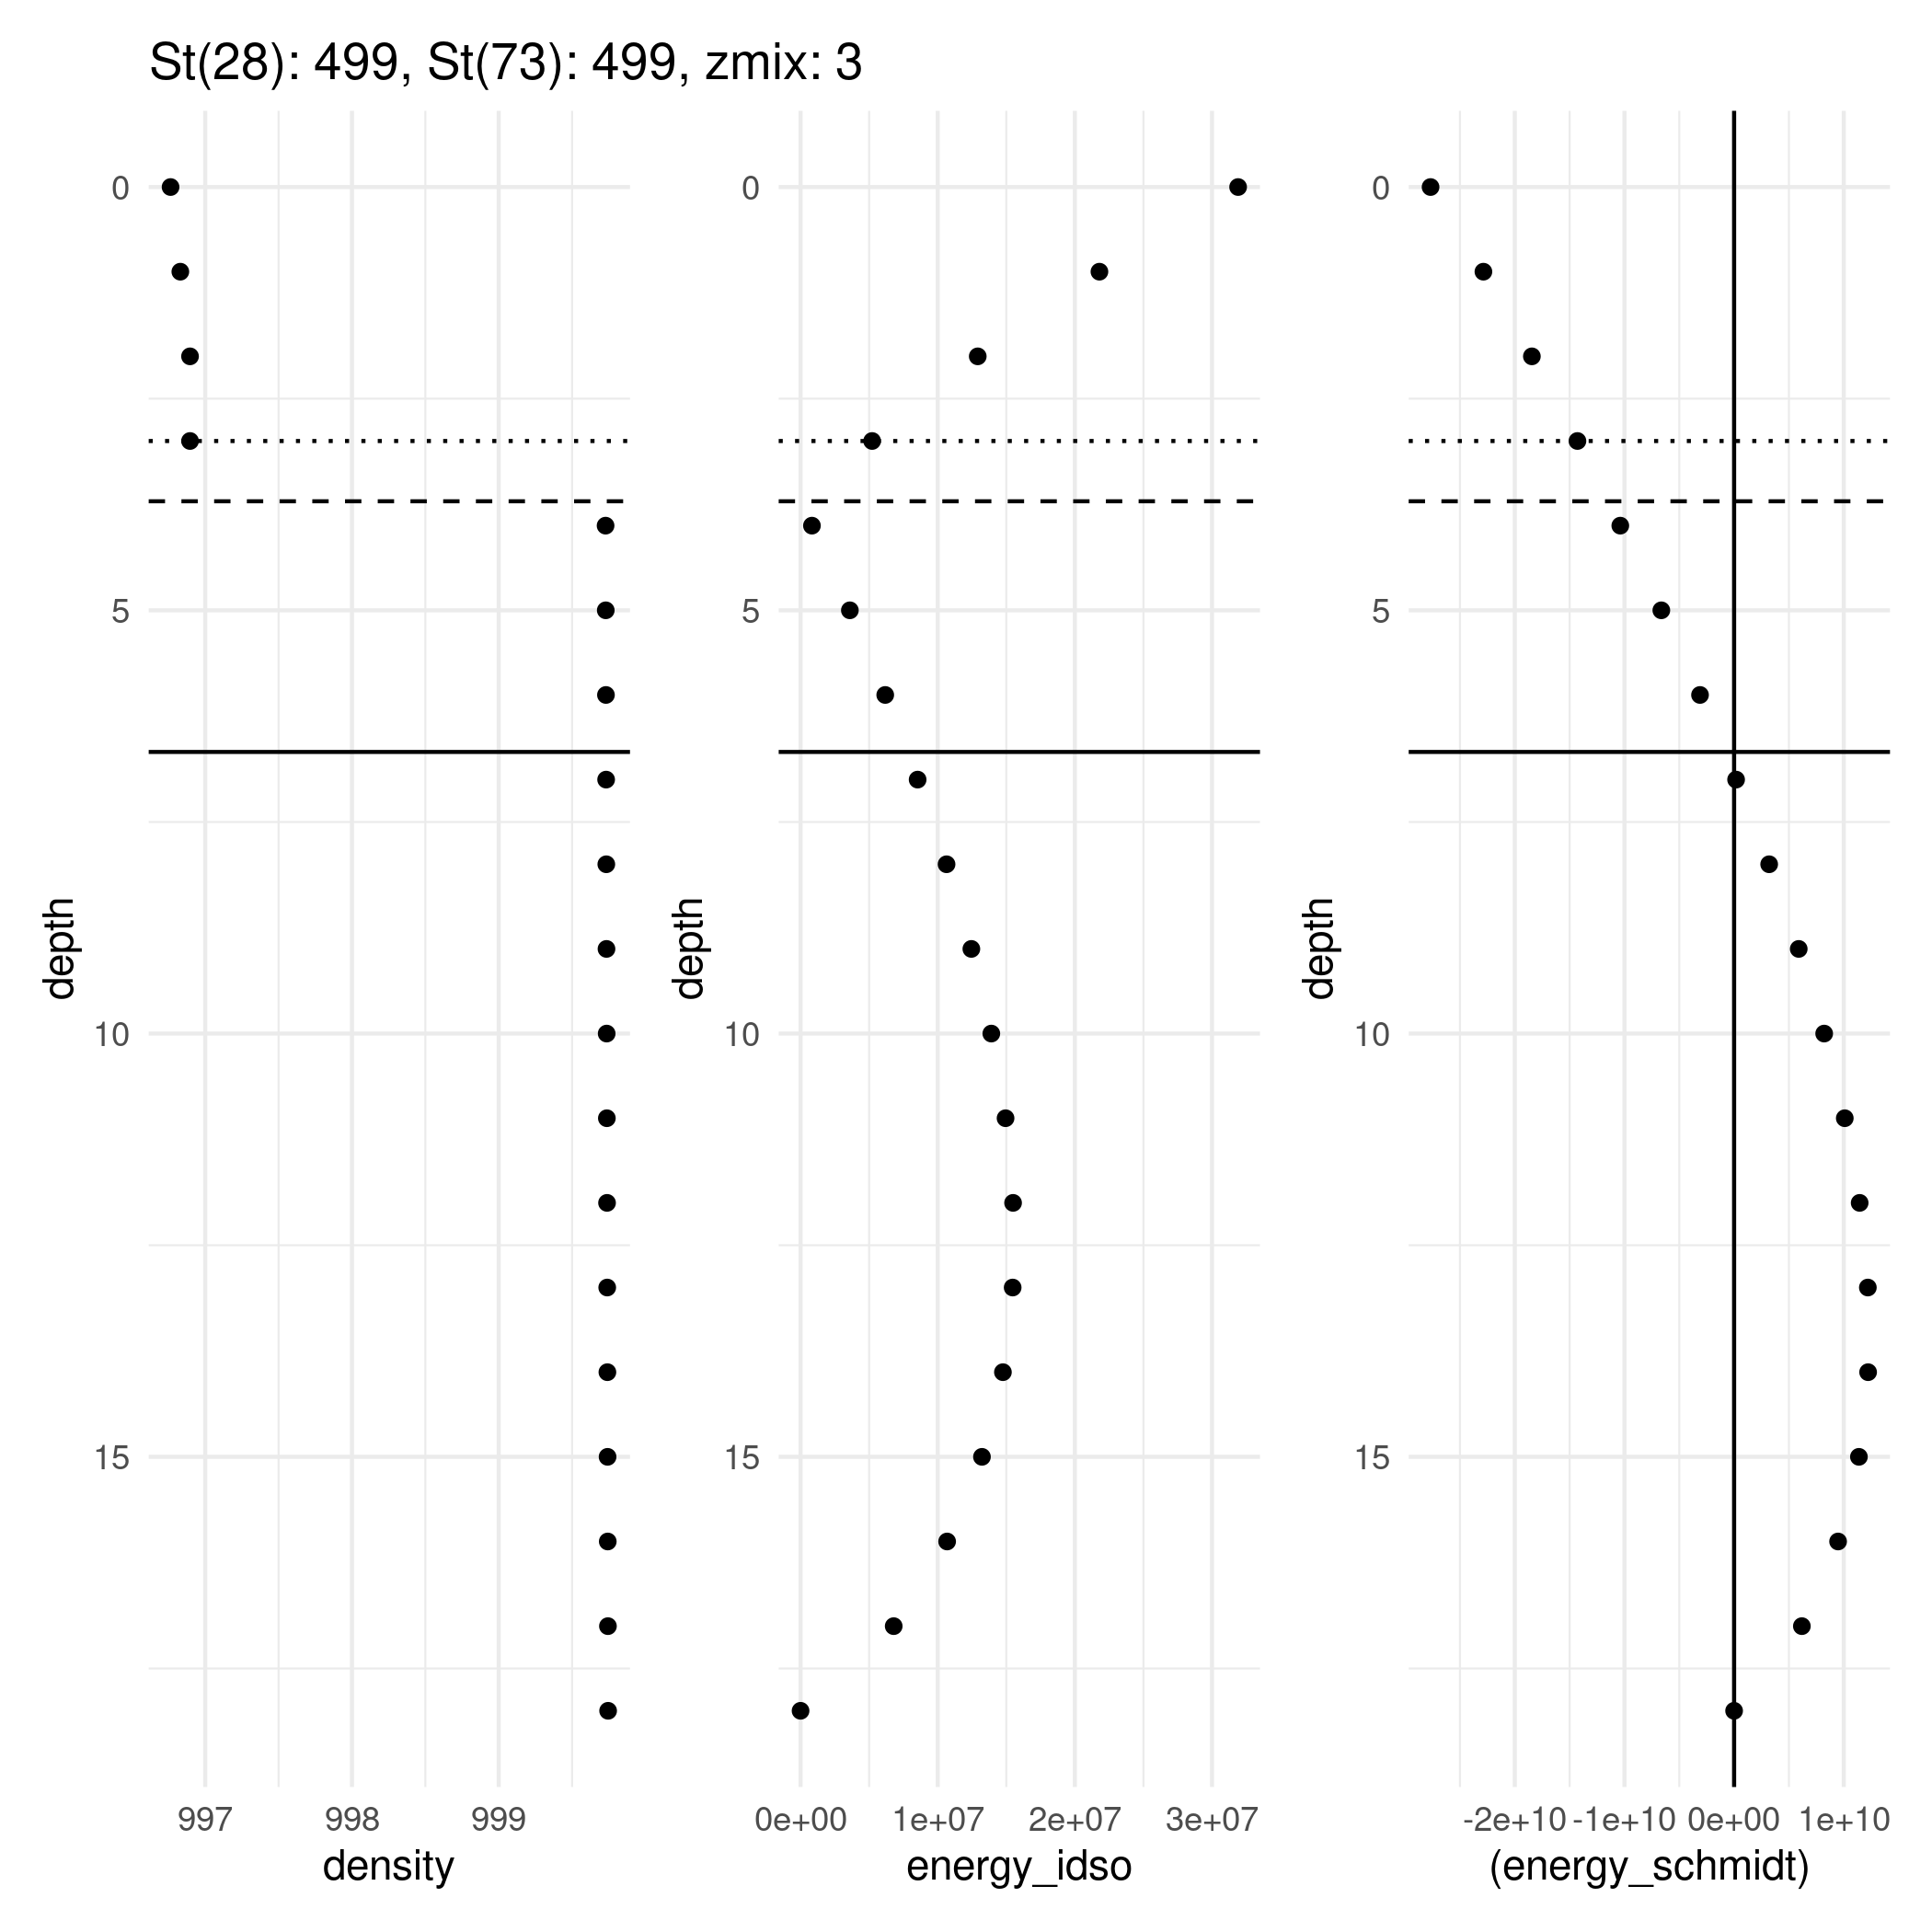 St(28): 499, St(73): 499, zmix: 3
depth
0
5
10
15
997 998 999
density
depth
0
5
10
15
0e+00 1e+07 2e+07 3e+07
energy_idso
depth
0
5
10
15
-2e+10 -1e+10 0e+00 1e+10
(energy_schmidt)